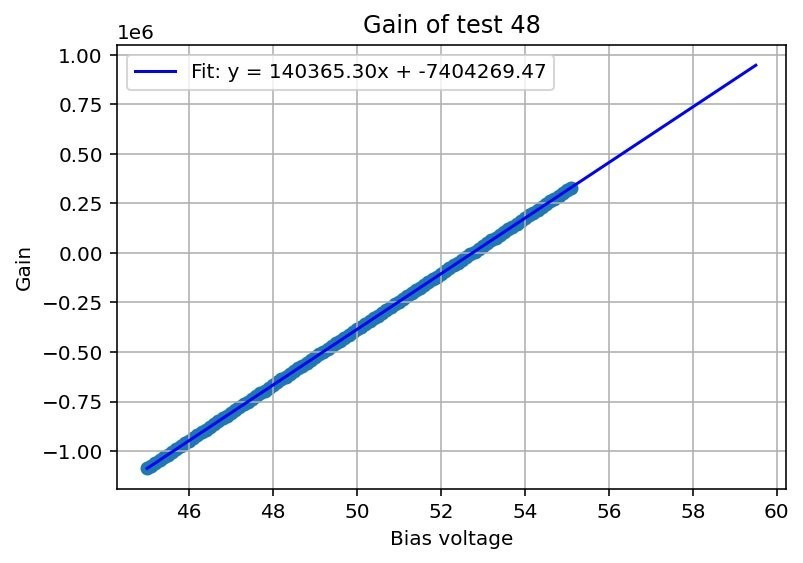 Gain of test 48
1e6
Fit: y = 140365.30x + -7404269.47
1.00
0.75
0.50
0.25
0.00
−0.25
−0.50
−0.75
−1.00
Gain
46 48 50 52 54 56 58 60
Bias voltage